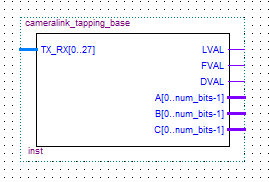 cameralink_tapping_base
TX_RX[0..27]
LVAL
FVAL
DVAL
A[0..num_bits-1]
B[0..num_bits-1]
C[0..num_bits-1]
inst